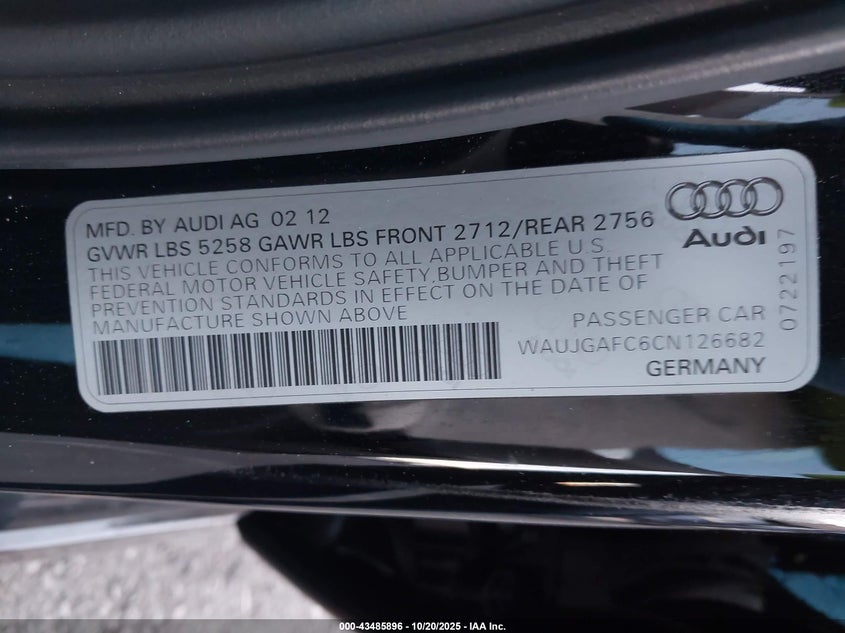 MFD. BY AUDI AG 02 12
GVWR LBS 5258 GAWR LBS FRONT 2712/REAR 2756
THIS VEHICLE CONFORMS TO ALL APPLICABLE U.S.
FEDERAL MOTOR VEHICLE SAFETY,BUMPER AND THEFT
PREVENTION STANDARDS IN EFFECT ON THE DATE OF
MANUFACTURE SHOWN ABOVE
Audi
0722197
PASSENGER CAR
WAUJGAFC6CN126682
GERMANY
000-43485896 - 10/20/2025 - IAA Inc.